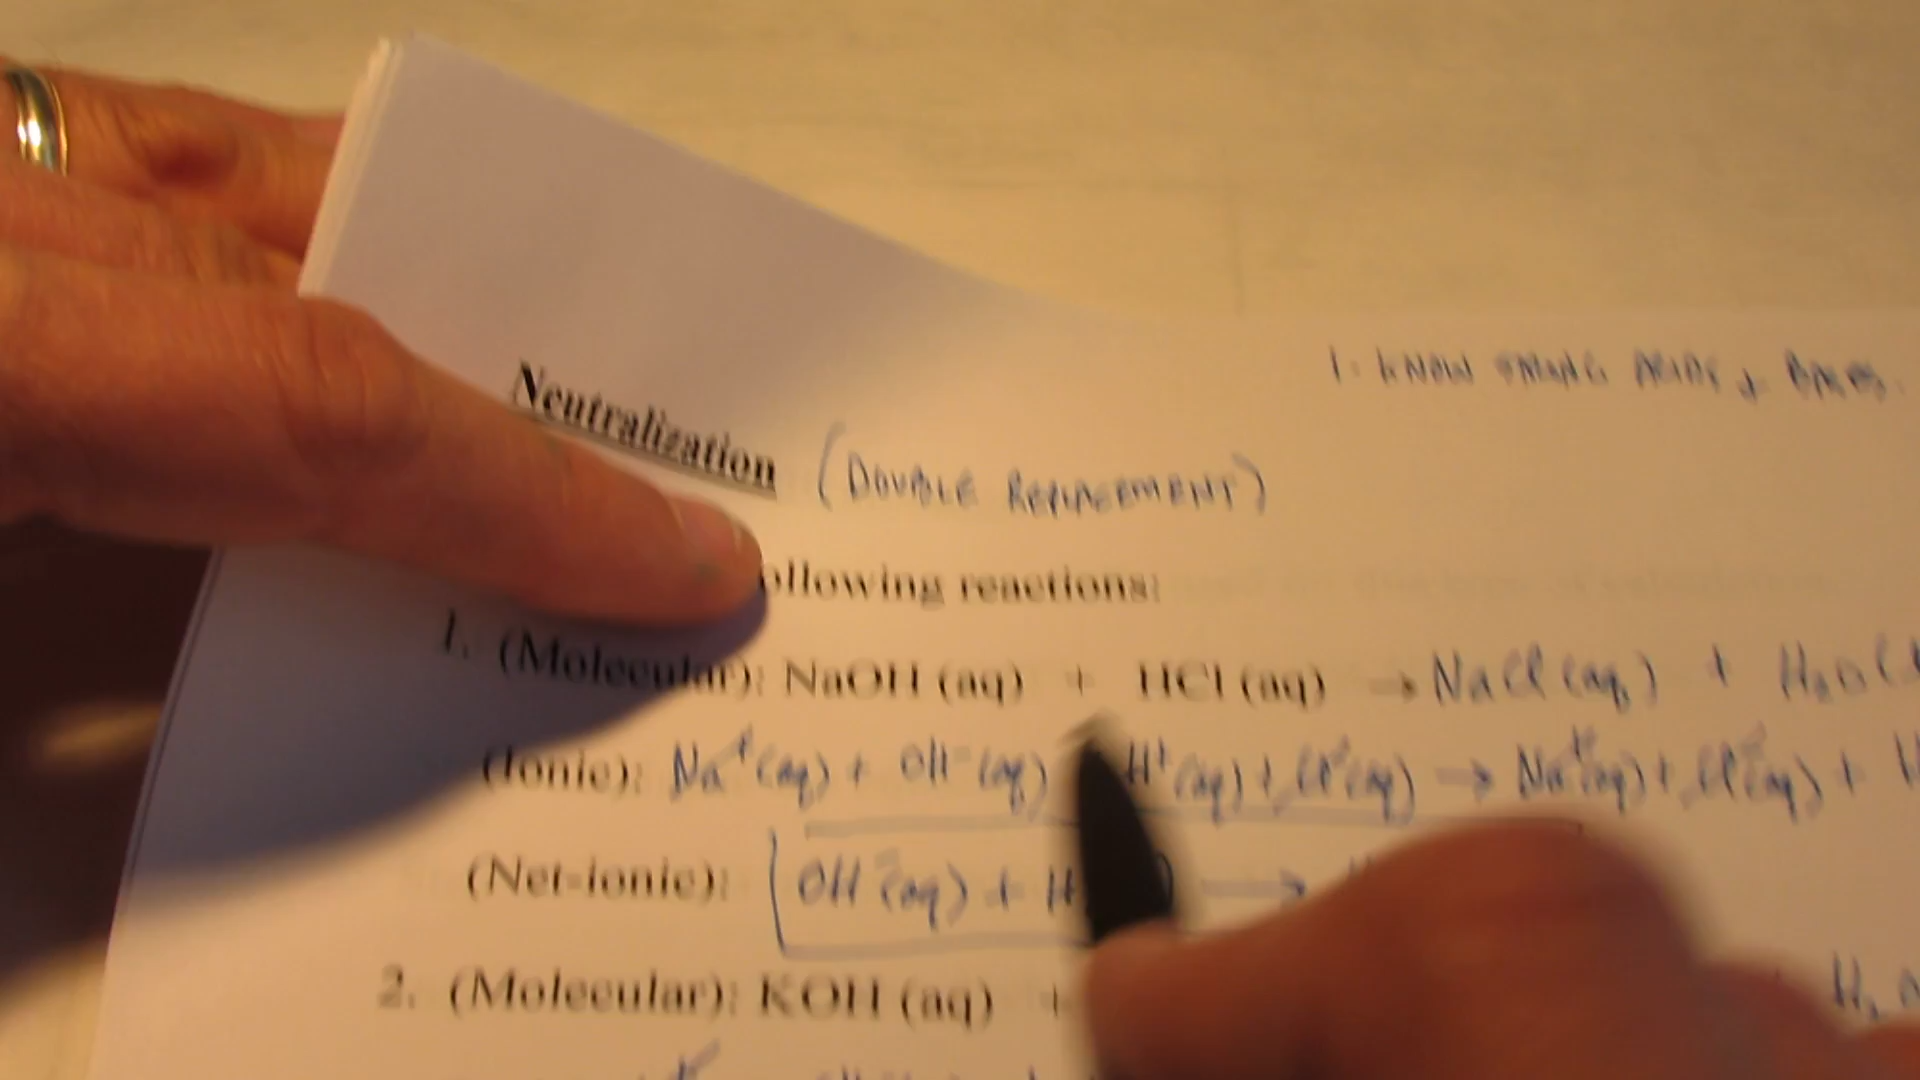 1. KNOW STRONG ACIDS + BASES.
Neutralization (DOUBLE REPLACEMENT)
ollowing reactions:
1. (Molecular): NaOH (aq) + HCl (aq) → NaCl (aq) + H₂O (
(Ionic): Na⁺ (aq) + OH⁻ (aq) H⁺ (aq) + Cl⁻ (aq) → Na⁺ (aq) + Cl⁻ (aq) + H
(Net-ionic): [OH⁻ (aq) + H →
2. (Molecular): KOH (aq) + H₂